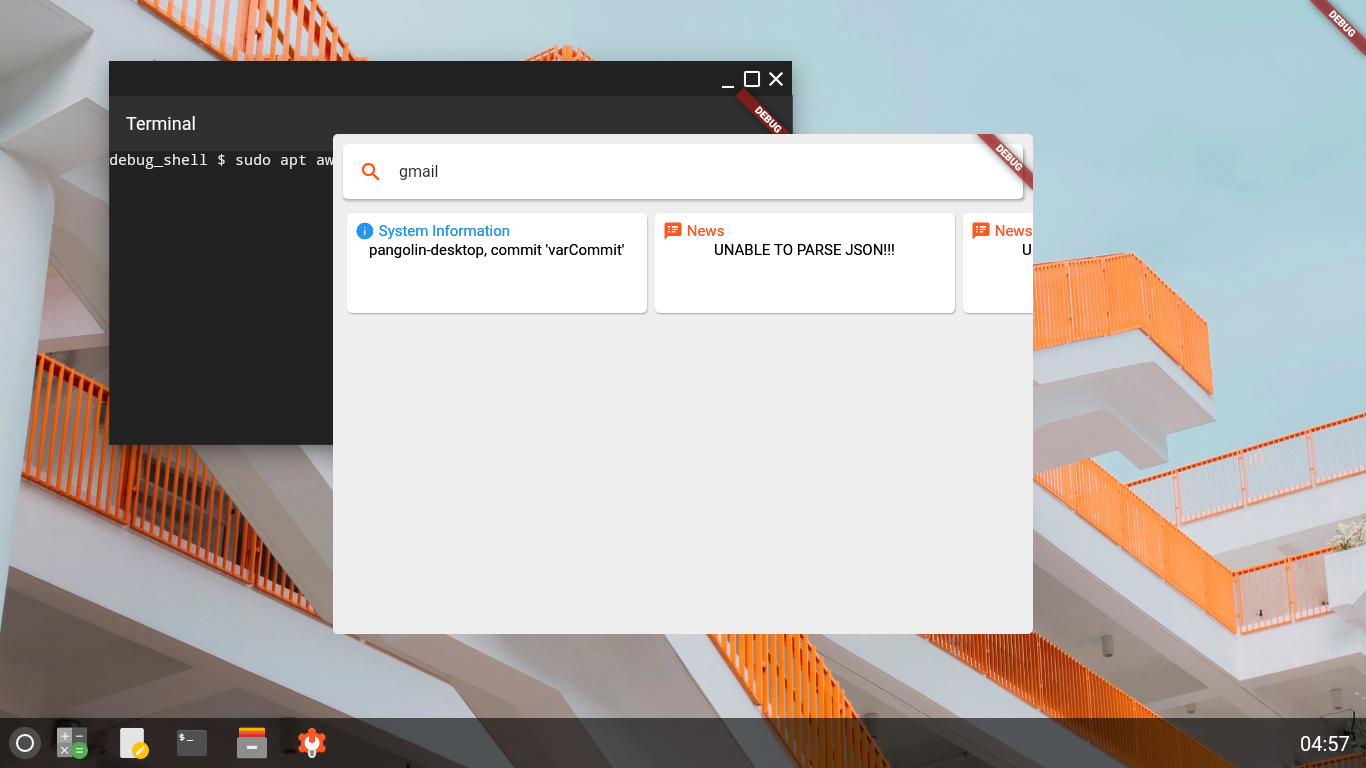 DEBUG
DEBUG
Terminal
debug_shell $ sudo apt aw
DEBUG
gmail
System Information
pangolin-desktop, commit 'varCommit'
News
UNABLE TO PARSE JSON!!!
News
U
$_
04:57